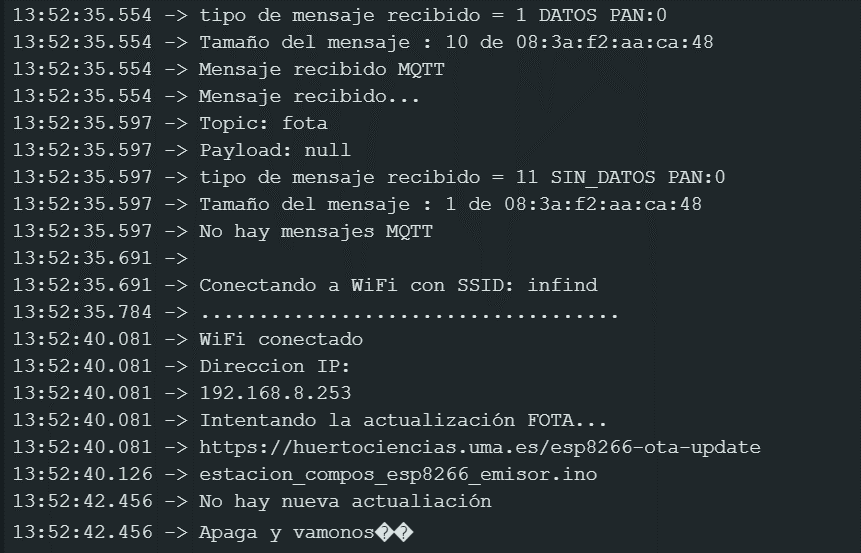 13:52:35.554 -> tipo de mensaje recibido = 1 DATOS PAN:0
13:52:35.554 -> Tamaño del mensaje : 10 de 08:3a:f2:aa:ca:48
13:52:35.554 -> Mensaje recibido MQTT
13:52:35.554 -> Mensaje recibido...
13:52:35.597 -> Topic: fota
13:52:35.597 -> Payload: null
13:52:35.597 -> tipo de mensaje recibido = 11 SIN_DATOS PAN:0
13:52:35.597 -> Tamaño del mensaje : 1 de 08:3a:f2:aa:ca:48
13:52:35.597 -> No hay mensajes MQTT
13:52:35.691 ->
13:52:35.691 -> Conectando a WiFi con SSID: infind
13:52:35.784 -> ....................................
13:52:40.081 -> WiFi conectado
13:52:40.081 -> Direccion IP:
13:52:40.081 -> 192.168.8.253
13:52:40.081 -> Intentando la actualización FOTA...
13:52:40.081 -> https://huertociencias.uma.es/esp8266-ota-update
13:52:40.126 -> estacion_compos_esp8266_emisor.ino
13:52:42.456 -> No hay nueva actualiación
13:52:42.456 -> Apaga y vamonos��